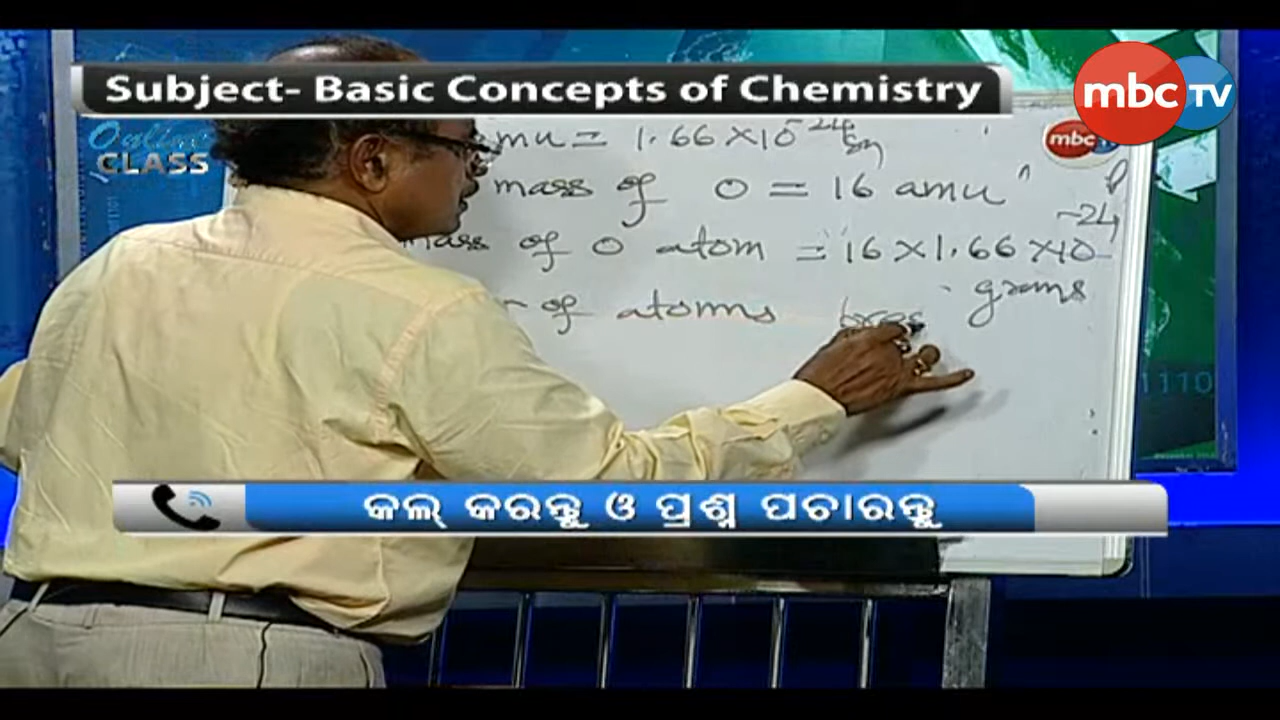 Subject- Basic Concepts of Chemistry
mbc TV
Online
CLASS
mbc TV
amu = 1.66×10⁻²⁴ gm
mass of O = 16 amu
mass of O atom = 16×1.66×10⁻²⁴
grams
of atoms
1110
କଲ୍ କରନ୍ତୁ ଓ ପ୍ରଶ୍ନ ପଚାରନ୍ତୁ